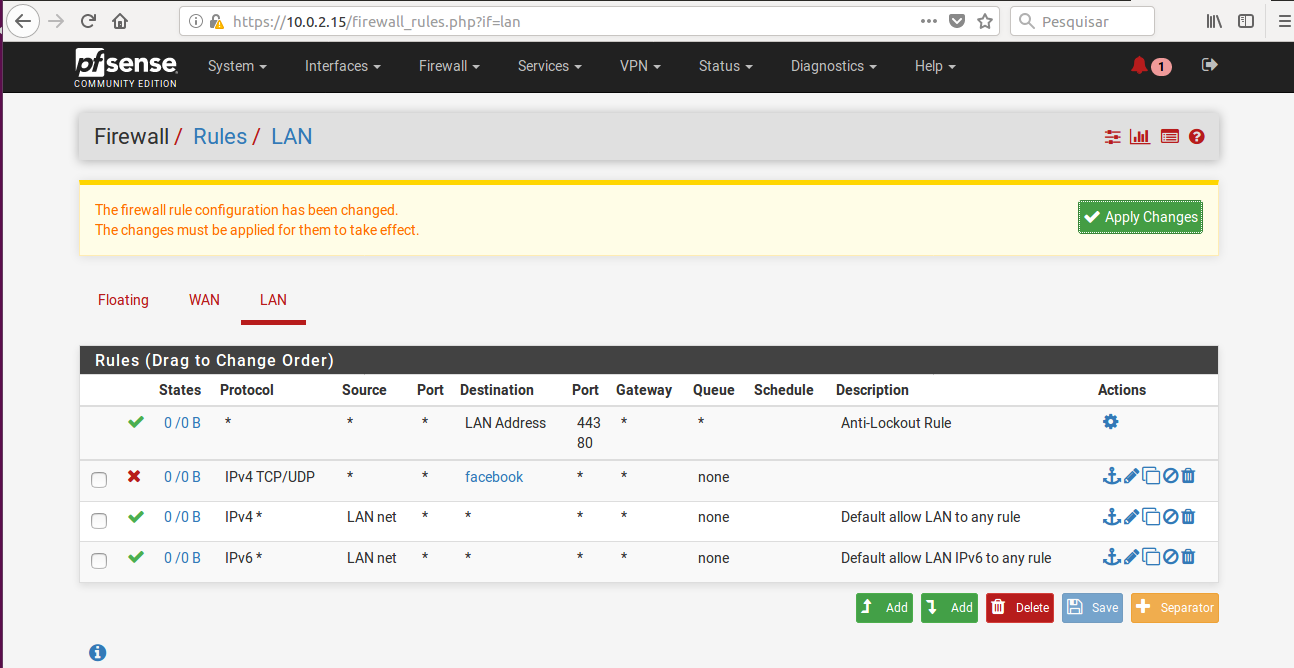 https://10.0.2.15/firewall_rules.php?if=lan
Pesquisar
pfsense
COMMUNITY EDITION
System Interfaces Firewall Services VPN Status Diagnostics Help 1
Firewall / Rules / LAN
The firewall rule configuration has been changed.
The changes must be applied for them to take effect.
Apply Changes
Floating WAN LAN
Rules (Drag to Change Order)
States Protocol Source Port Destination Port Gateway Queue Schedule Description Actions
0 /0 B * * * LAN Address 443 * * Anti-Lockout Rule
80
0 /0 B IPv4 TCP/UDP * * facebook * * none
0 /0 B IPv4 * LAN net * * * * none Default allow LAN to any rule
0 /0 B IPv6 * LAN net * * * * none Default allow LAN IPv6 to any rule
Add Add Delete Save Separator